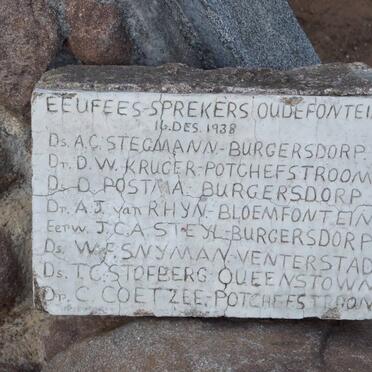 EEUFEES-SPREKERS OUDEFONTEIN
16.DES.1938
Ds. A.C. STEGMANN-BURGERSDORP
Dr. D.W. KRUGER-POTCHEFSTROOM
Ds. D. POSTMA-BURGERSDORP
Dr. A.J. van RHYN-BLOEMFONTEIN
Eerw. J.C.A STEYL-BURGERSDORP
Ds. W.E.SNYMAN-VENTERSTAD
Ds. T.C. STOFBERG. QUEENSTOWN
Dr. C. COETZEE. POTCHEFSTROOM